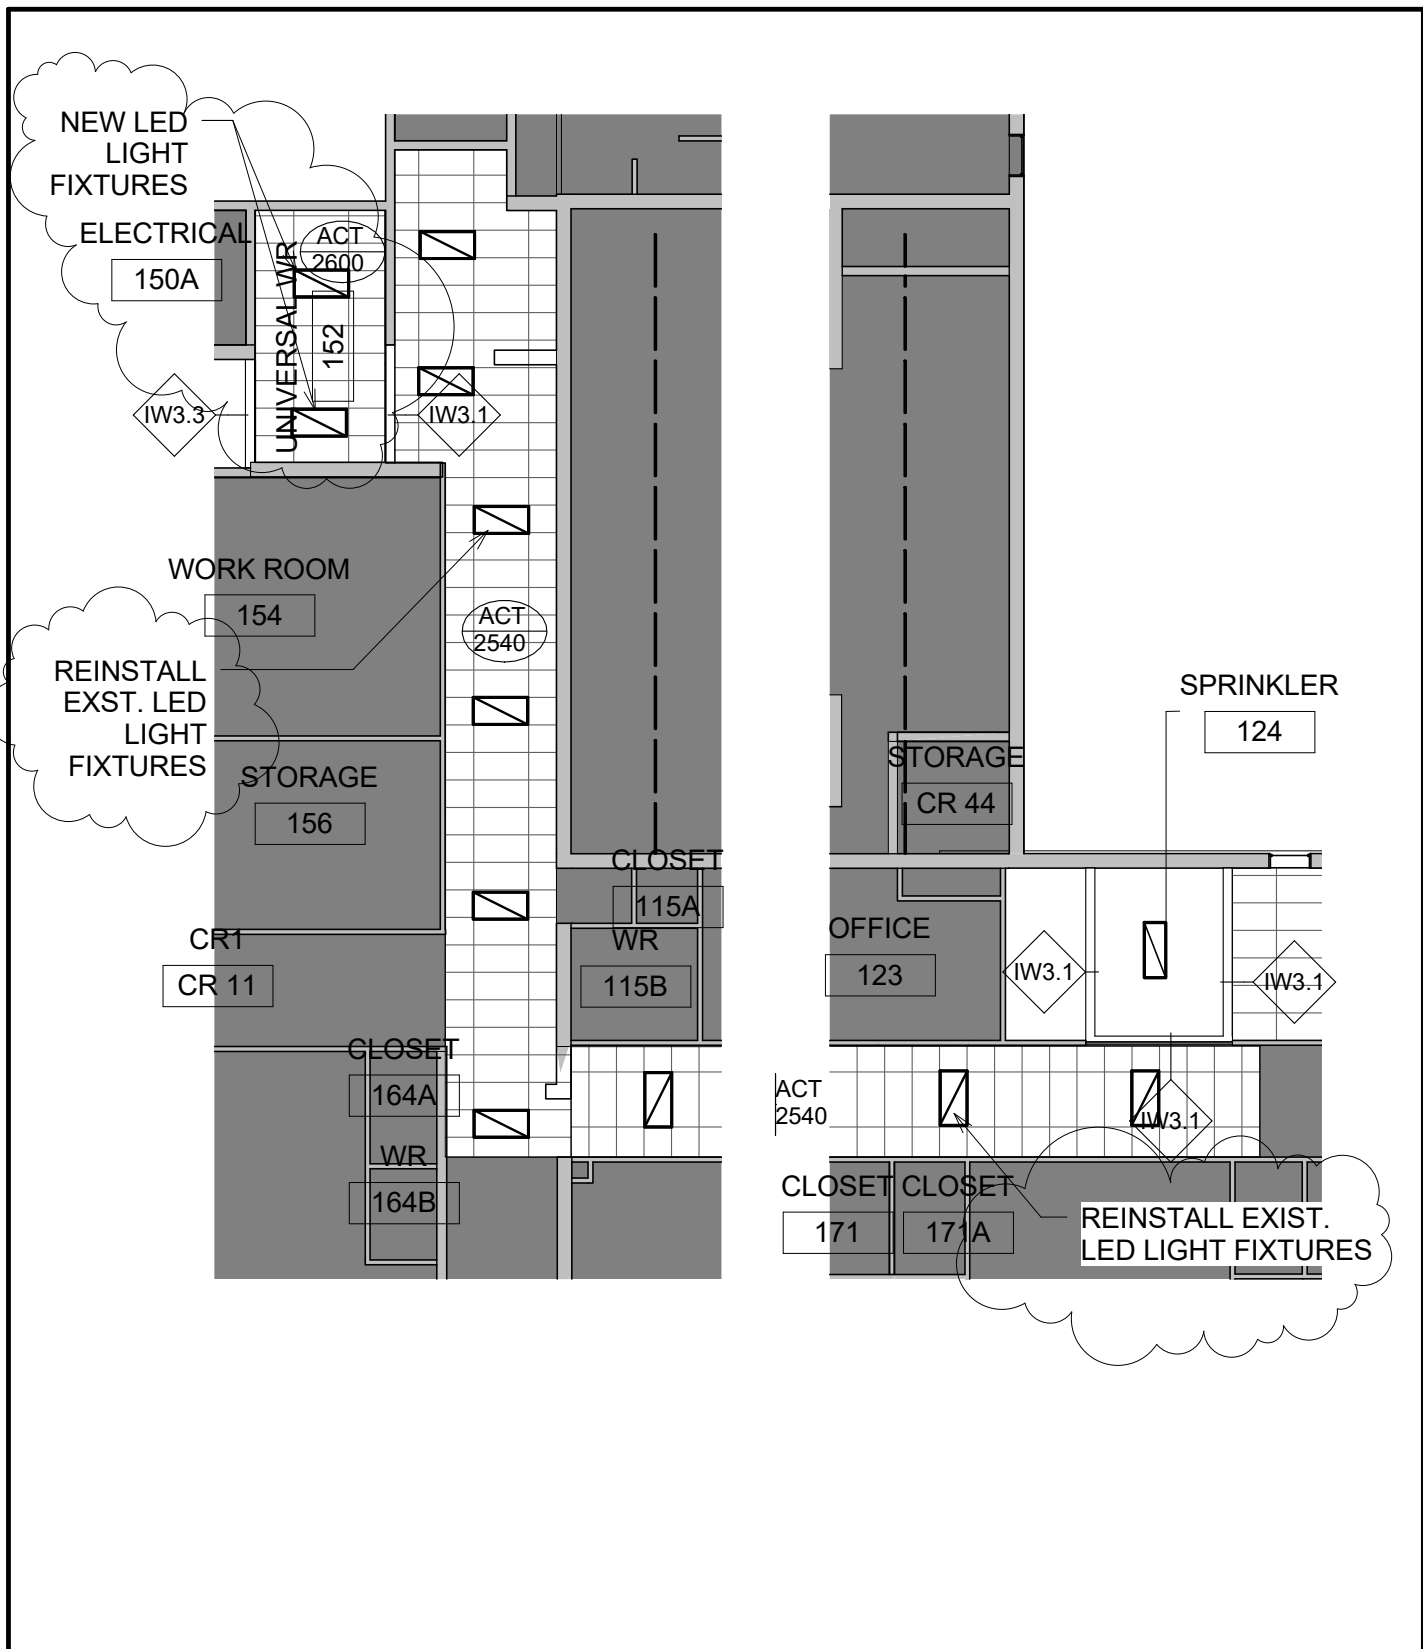 NEW LED
LIGHT
FIXTURES
ELECTRICAL
150A
ACT
2600
UNIVERSAL WR
152
IW3.3
IW3.1
WORK ROOM
154
ACT
2540
REINSTALL
EXST. LED
LIGHT
FIXTURES
STORAGE
156
SPRINKLER
124
STORAGE
CR 44
CLOSET
115A
CR1
CR 11
WR
115B
OFFICE
123
IW3.1
IW3.1
CLOSET
164A
ACT
2540
IW3.1
WR
164B
CLOSET
171
CLOSET
171A
REINSTALL EXIST.
LED LIGHT FIXTURES